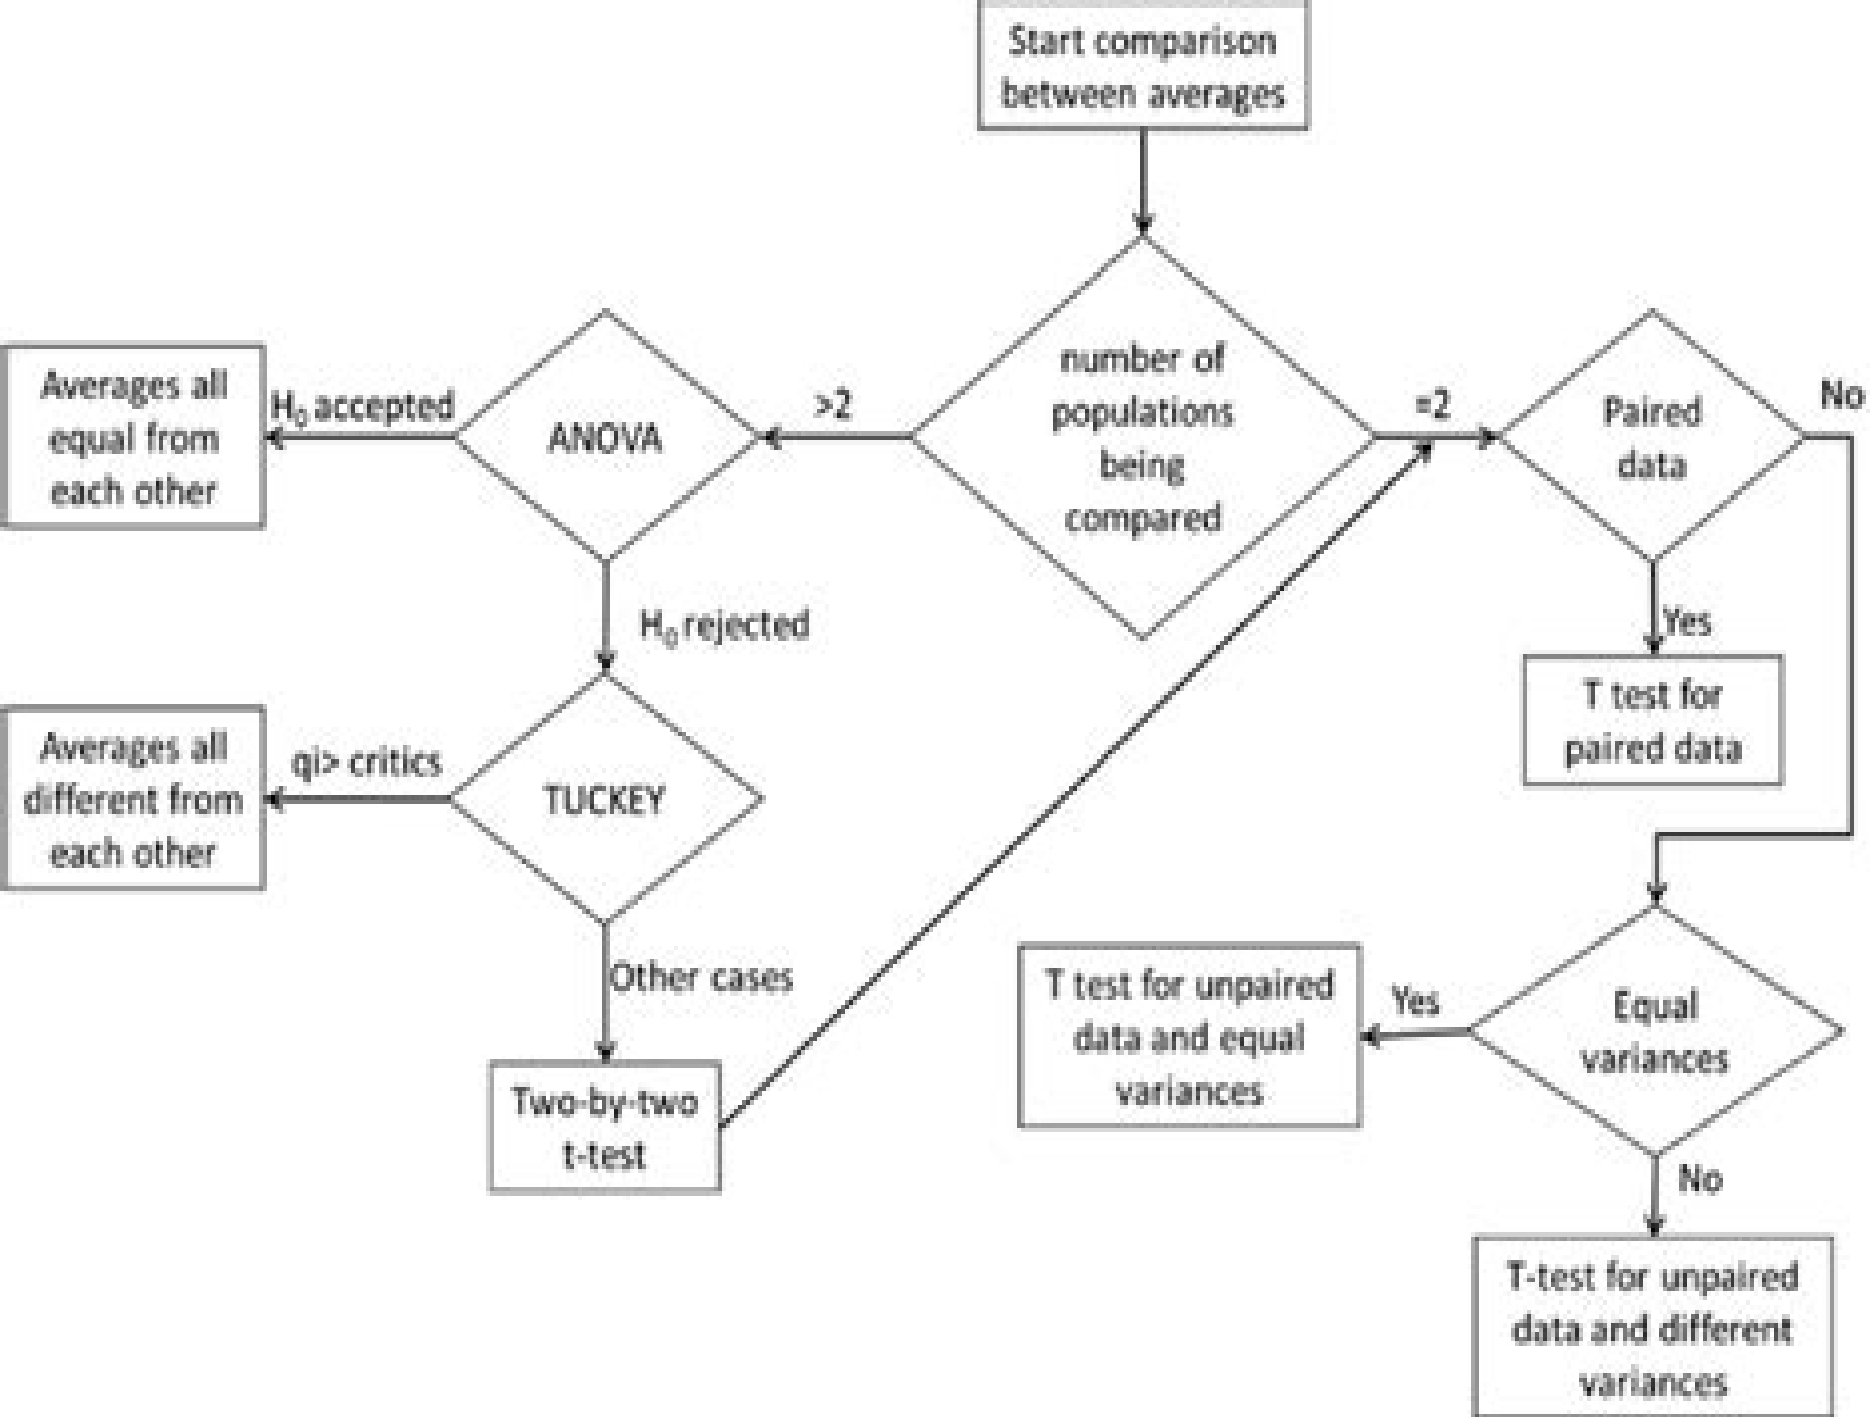 Start comparison
between averages
number of
populations
being
compared
>2
=2
ANOVA
H₀ accepted
Averages all
equal from
each other
H₀ rejected
TUCKEY
qi> critics
Averages all
different from
each other
Other cases
Two-by-two
t-test
Paired
data
No
Yes
T test for
paired data
Equal
variances
Yes
T test for unpaired
data and equal
variances
No
T-test for unpaired
data and different
variances